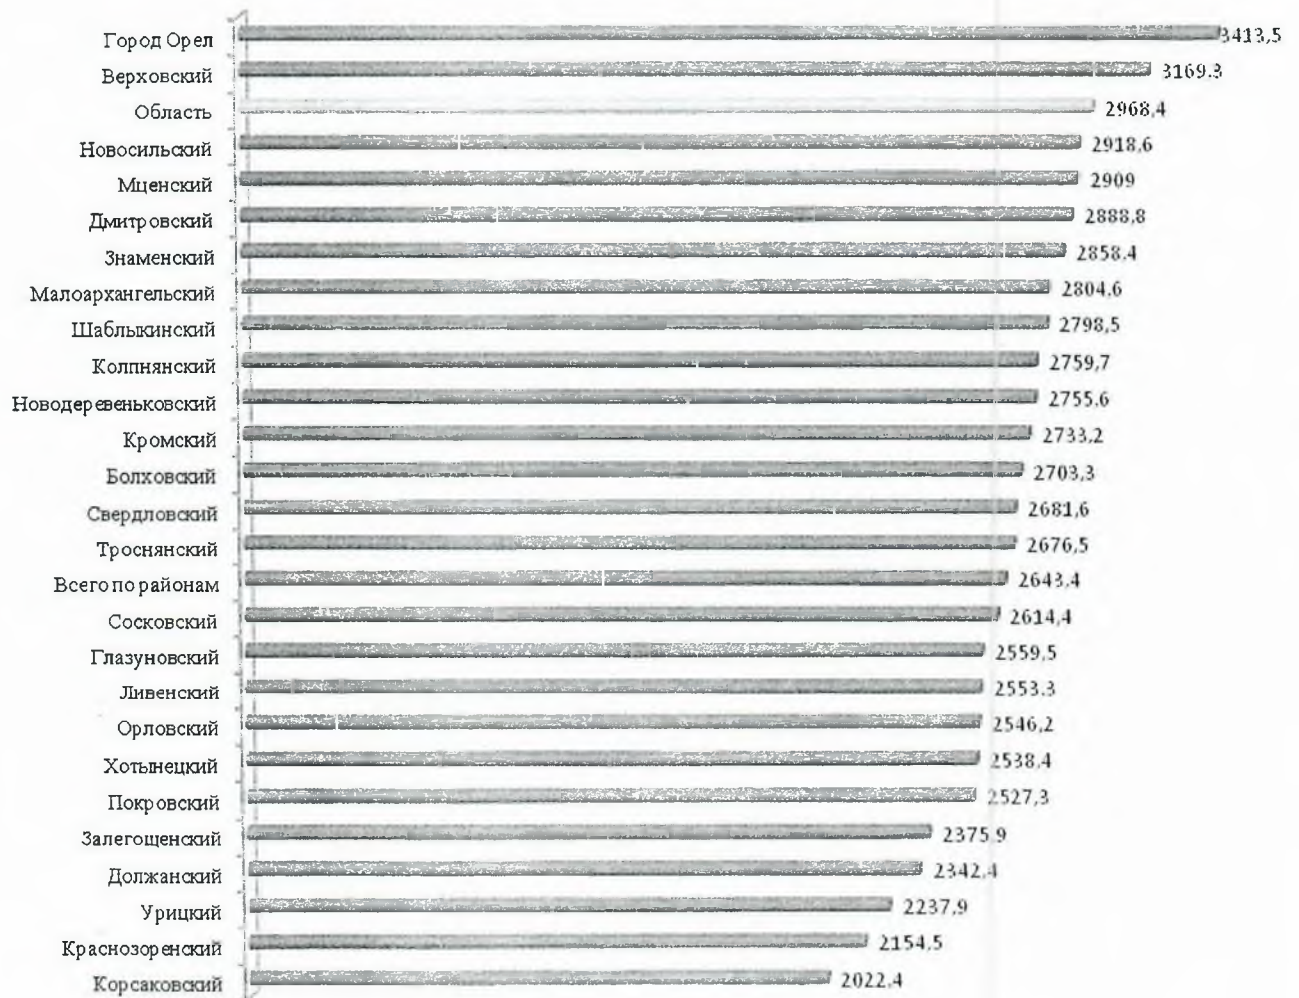 Город Орел 3413,5
Верховский 3169.3
Область 2968,4
Новосильский 2918,6
Мценский 2909
Дмитровский 2888,8
Знаменский 2858.4
Малоархангельский 2804,6
Шаблыкинский 2798,5
Колпнянский 2759,7
Новодеревеньковский 2755.6
Кромский 2733,2
Болховский 2703,3
Свердловский 2681,6
Троснянский 2676,5
Всего по районам 2643,4
Сосковский 2614,4
Глазуновский 2559,5
Ливенский 2553.3
Орловский 2546,2
Хотынецкий 2538.4
Покровский 2527,3
Залегощенский 2375.9
Должанский 2342,4
Урицкий 2237,9
Краснозоренский 2154,5
Корсаковский 2022.4